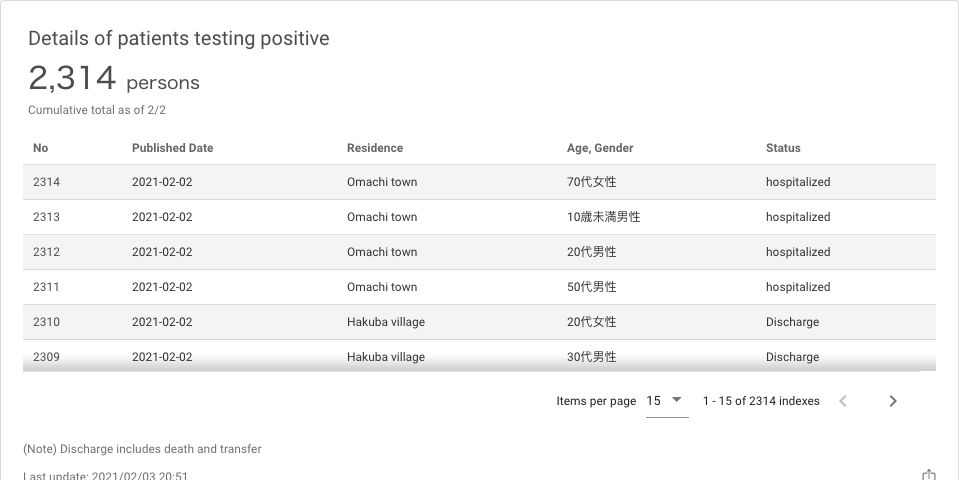 Details of patients testing positive
2,314 persons
Cumulative total as of 2/2
No Published Date Residence Age, Gender Status
2314 2021-02-02 Omachi town 70代女性 hospitalized
2313 2021-02-02 Omachi town 10歳未満男性 hospitalized
2312 2021-02-02 Omachi town 20代男性 hospitalized
2311 2021-02-02 Omachi town 50代男性 hospitalized
2310 2021-02-02 Hakuba village 20代女性 Discharge
2309 2021-02-02 Hakuba village 30代男性 Discharge
Items per page 15 1 - 15 of 2314 indexes
(Note) Discharge includes death and transfer
Last update: 2021/02/03 20:51